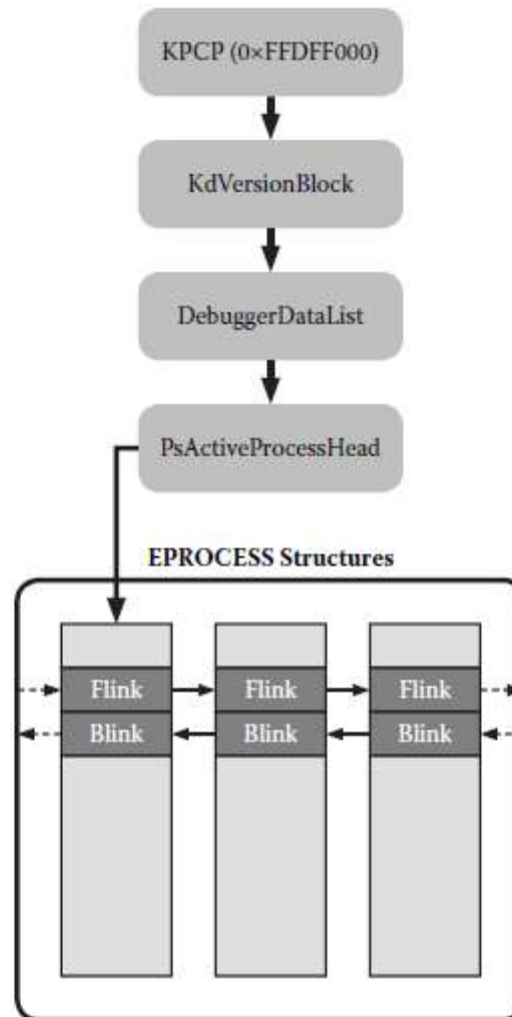 KPCP (0×FFDFF000)
KdVersionBlock
DebuggerDataList
PsActiveProcessHead
EPROCESS Structures
Flink Flink Flink
Blink Blink Blink